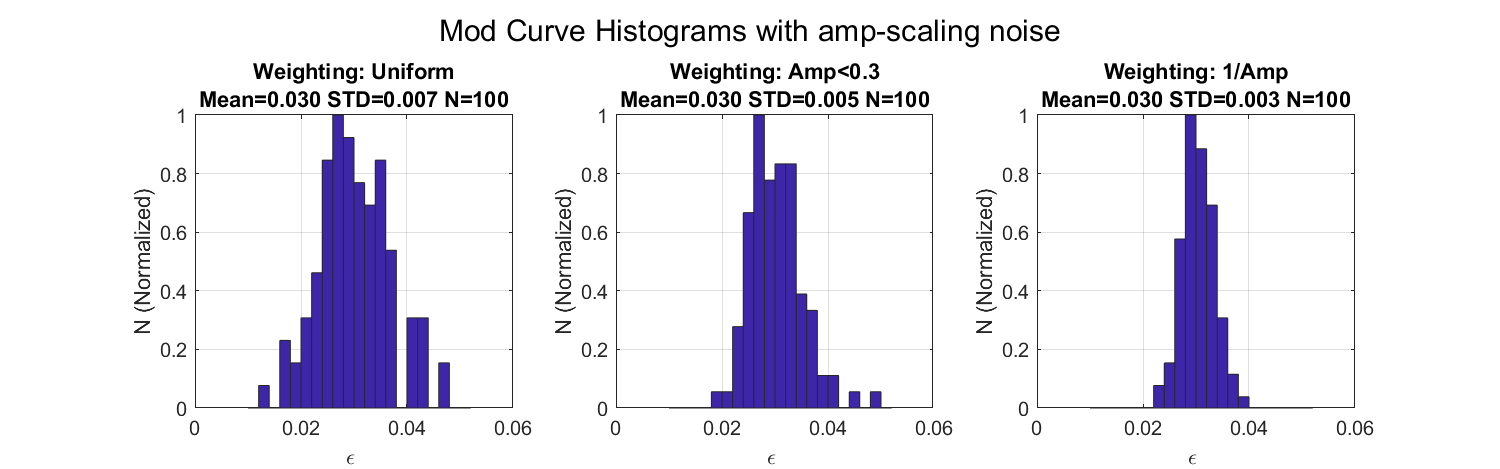 Mod Curve Histograms with amp-scaling noise
Weighting: Uniform
Mean=0.030 STD=0.007 N=100
1
0.8
0.6
0.4
0.2
0
N (Normalized)
0
0.02
0.04
0.06
ϵ
Weighting: Amp<0.3
Mean=0.030 STD=0.005 N=100
1
0.8
0.6
0.4
0.2
0
N (Normalized)
0
0.02
0.04
0.06
ϵ
Weighting: 1/Amp
Mean=0.030 STD=0.003 N=100
1
0.8
0.6
0.4
0.2
0
N (Normalized)
0
0.02
0.04
0.06
ϵ